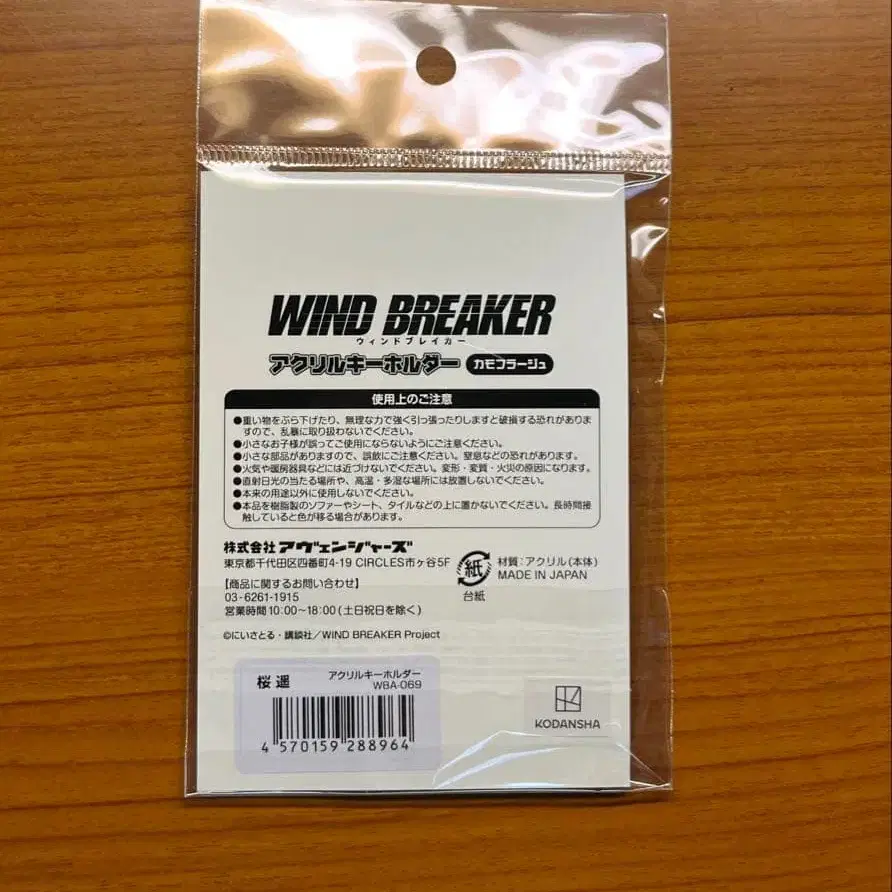 WIND BREAKER
ウィンドブレイカー
アクリルキーホルダー カモフラージュ
使用上のご注意
●重い物をぶら下げたり、無理な力で強く引っ張ったりしますと破損する恐れがありま
すので、乱暴に取り扱わないでください。
●小さなお子様が誤ってご使用にならないようにご注意ください。
●小さな部品がありますので、誤飲にご注意ください。窒息などの恐れがあります。
●火気や暖房器具などには近づけないでください。変形・変質・火災の原因になります。
●直射日光の当たる場所や、高温・多湿な場所には放置しないでください。
●本来の用途以外に使用しないでください。
●本品を樹脂製のソファーやシート、タイルなどの上に置かないでください。長時間接
触していると色が移る場合があります。
株式会社アヴェンジャーズ
東京都千代田区四番町4-19 CIRCLES市ヶ谷5F
【商品に関するお問い合わせ】
03-6261-1915
営業時間10:00～18:00(土日祝日を除く)
紙
台紙
材質:アクリル(本体)
MADE IN JAPAN
©にいさとる・講談社/WIND BREAKER Project
桜 遥
アクリルキーホルダー
WBA-069
4 570159 288964
KODANSHA